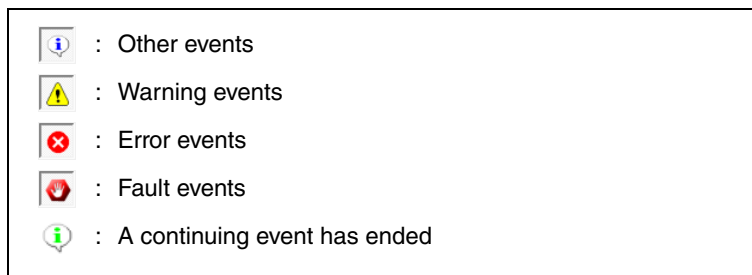 : Other events
: Warning events
: Error events
: Fault events
: A continuing event has ended